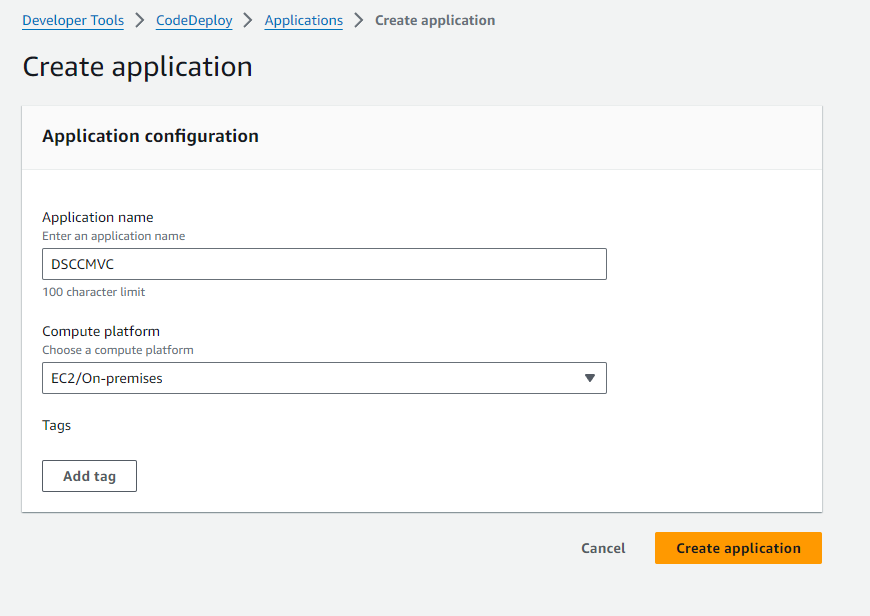 Developer Tools > CodeDeploy > Applications > Create application
Create application
Application configuration
Application name
Enter an application name
DSCCMVC
100 character limit
Compute platform
Choose a compute platform
EC2/On-premises
Tags
Add tag
Cancel Create application